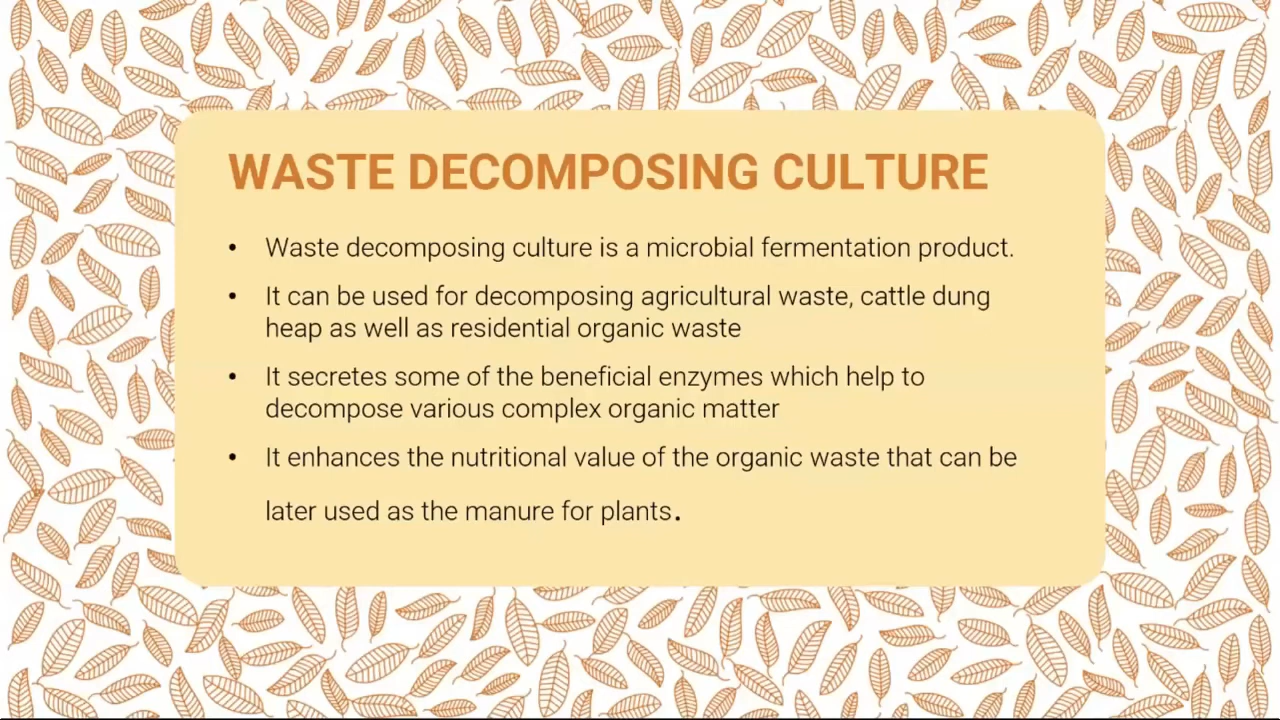 WASTE DECOMPOSING CULTURE
• Waste decomposing culture is a microbial fermentation product.
• It can be used for decomposing agricultural waste, cattle dung
heap as well as residential organic waste
• It secretes some of the beneficial enzymes which help to
decompose various complex organic matter
• It enhances the nutritional value of the organic waste that can be
later used as the manure for plants.